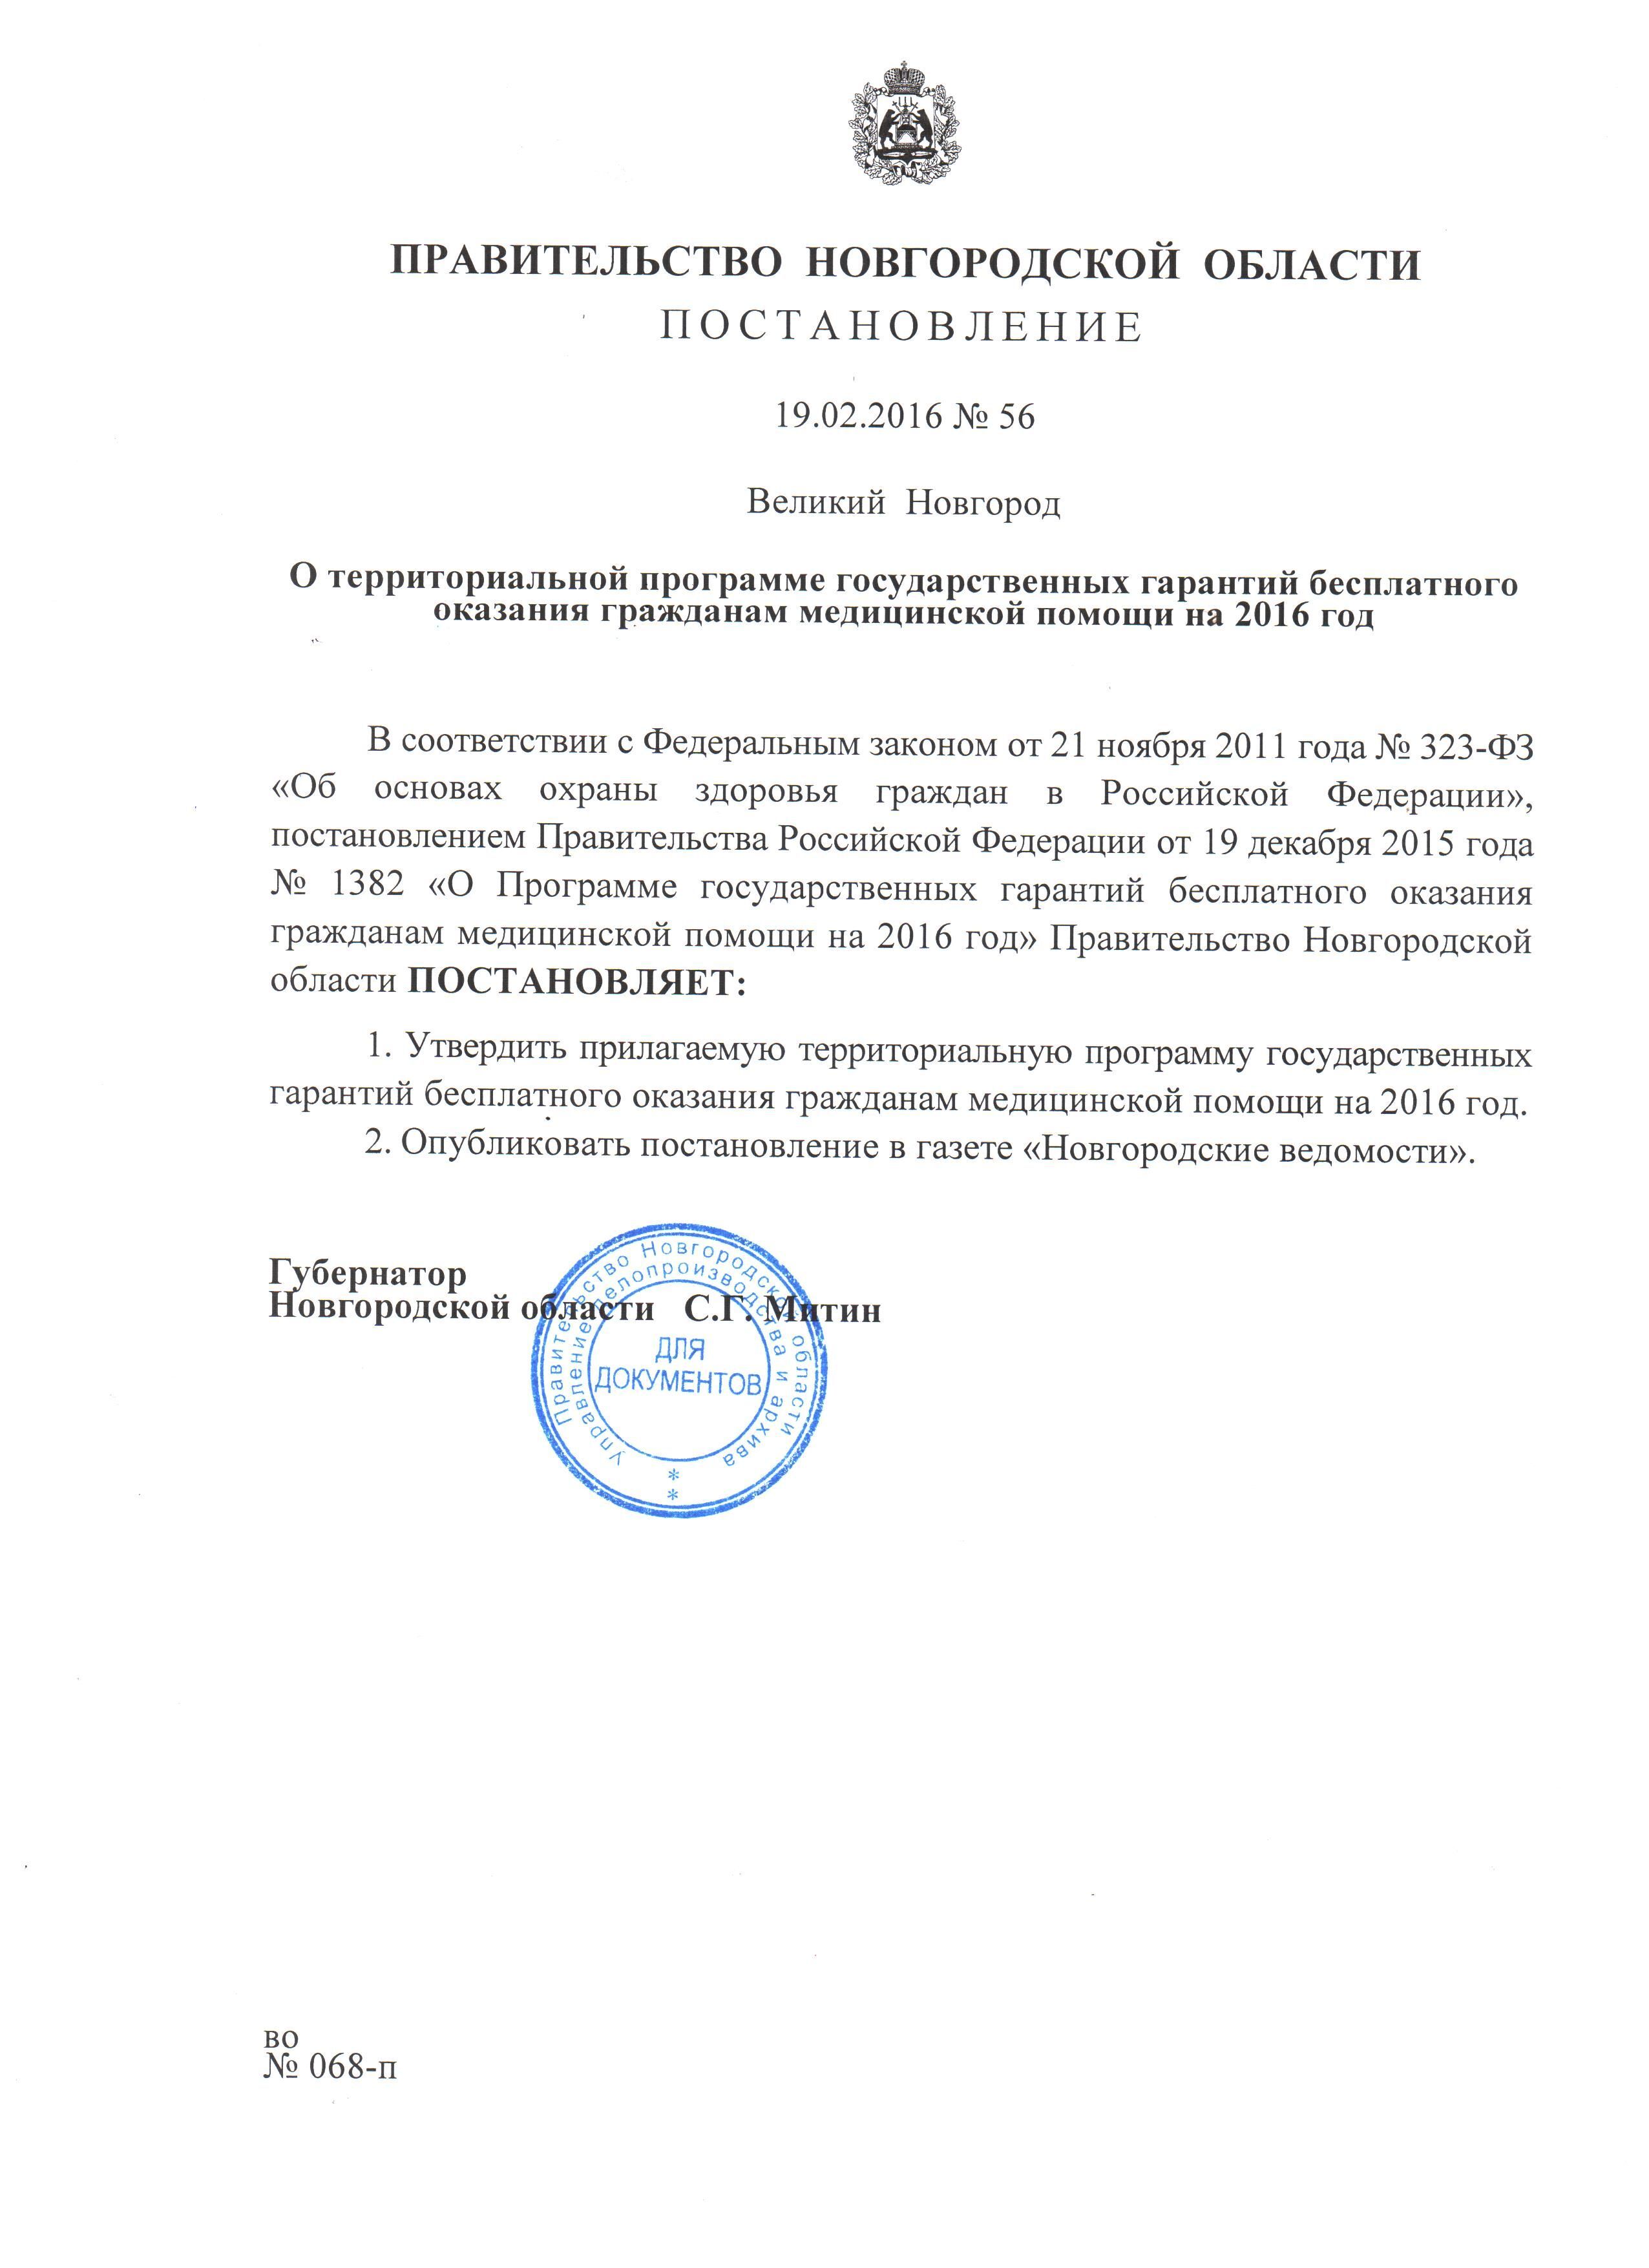 ПРАВИТЕЛЬСТВО НОВГОРОДСКОЙ ОБЛАСТИ
ПОСТАНОВЛЕНИЕ
19.02.2016 № 56
Великий Новгород
О территориальной программе государственных гарантий бесплатного
оказания гражданам медицинской помощи на 2016 год
В соответствии с Федеральным законом от 21 ноября 2011 года № 323-ФЗ
«Об основах охраны здоровья граждан в Российской Федерации»,
постановлением Правительства Российской Федерации от 19 декабря 2015 года
№ 1382 «О Программе государственных гарантий бесплатного оказания
гражданам медицинской помощи на 2016 год» Правительство Новгородской
области ПОСТАНОВЛЯЕТ:
1. Утвердить прилагаемую территориальную программу государственных
гарантий бесплатного оказания гражданам медицинской помощи на 2016 год.
2. Опубликовать постановление в газете «Новгородские ведомости».
Губернатор
Новгородской области С.Г. Митин
Правительство Новгородской области
Управление делопроизводства и архива
ДЛЯ
ДОКУМЕНТОВ
*
*
во
№ 068-п